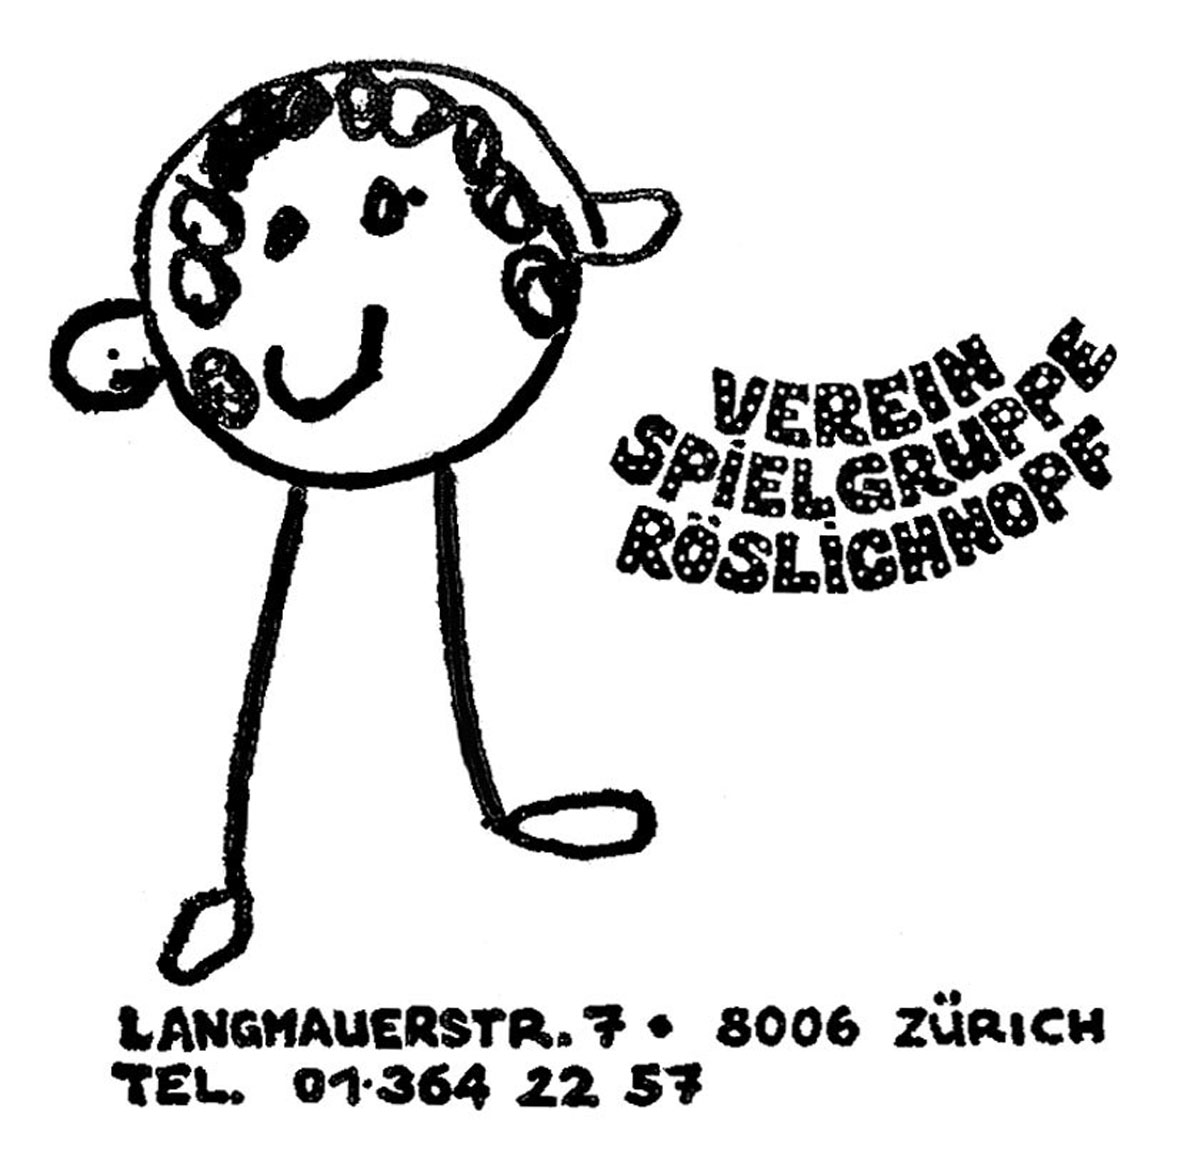 VEREIN
SPIELGRUPPE
RÖSLICHNOPF
LANGMAUERSTR. 7 • 8006 ZÜRICH
TEL. 01·364 22 57